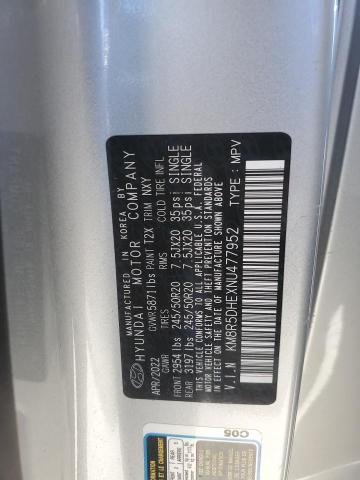 MANUFACTURED IN KOREA BY
HYUNDAI MOTOR COMPANY
APR/2022 GVWR 5871 lbs PAINT T2X TRIM NXY
GAWR RIMS COLD TIRE INFL
FRONT 2954 lbs 245/50R20 7.5JX20 35psi SINGLE
REAR 3197 lbs 245/50R20 7.5JX20 35psi SINGLE
THIS VEHICLE CONFORMS TO ALL APPLICABLE U.S.A. FEDERAL
MOTOR VEHICLE SAFETY AND THEFT PREVENTION STANDARDS
IN EFFECT ON THE DATE OF MANUFACTURE SHOWN ABOVE.
V.I.N : KM8R5DHEXNU477952 TYPE : MPV
C05